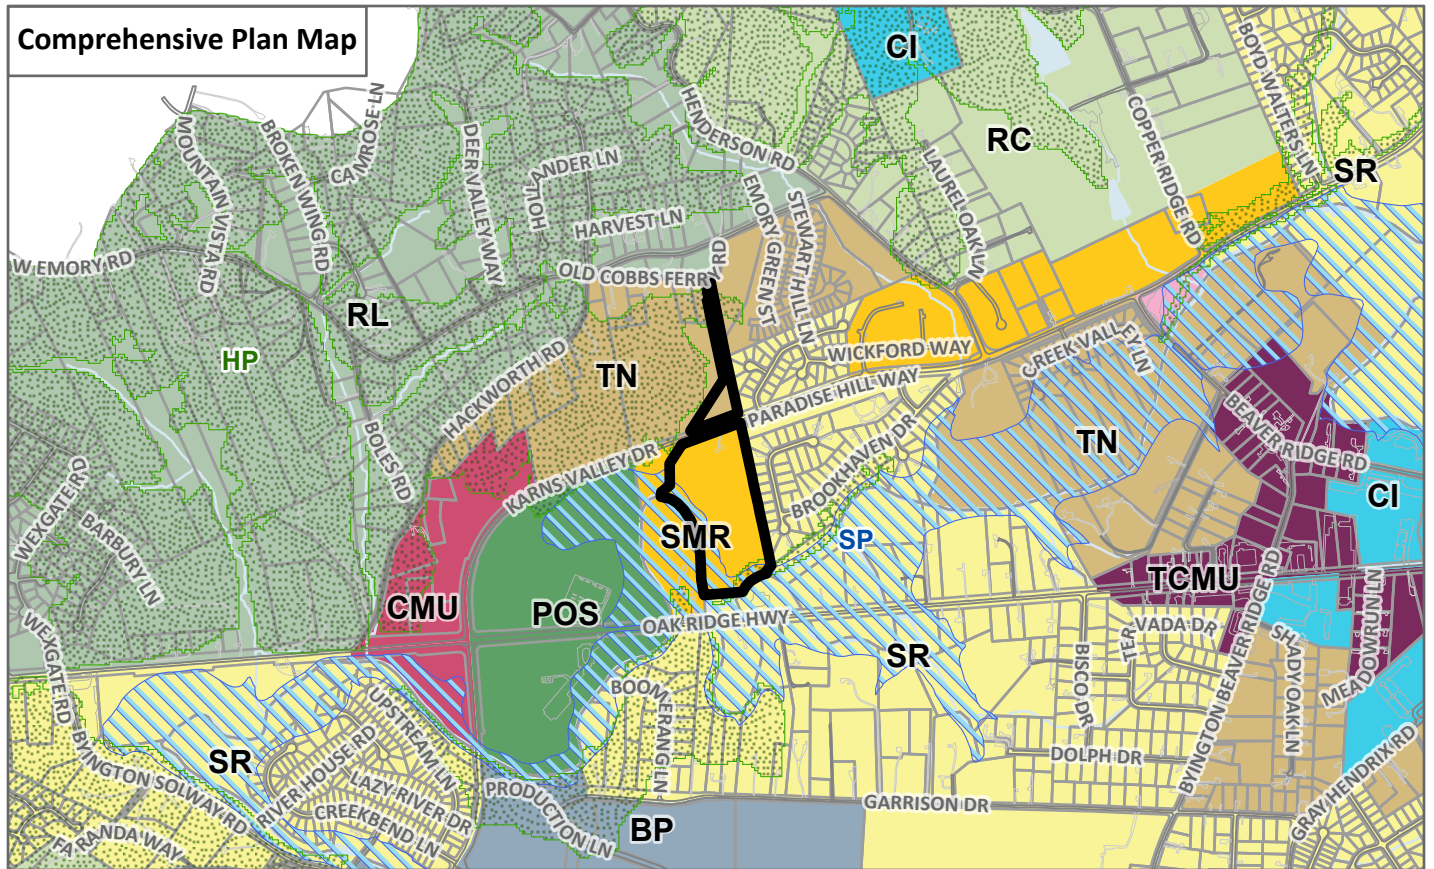 Comprehensive Plan Map
CI
BOYD WALTERS LN
HENDERSON RD
COPPER RIDGE RD
MOUNTAIN VISTA RD
BROKEN WING RD
CAMROSE LN
DEER VALLEY WAY
HOLLANDER LN
RC
LAUREL OAK LN
SR
EMORY GREEN ST
STEWART HILL LN
HARVEST LN
W EMORY RD
OLD COBBS FERRY RD
RL
HP
HACKWORTH RD
TN
WICKFORD WAY
CREEK VALLEY LN
PARADISE HILL WAY
BEAVER RIDGE RD
TN
BOLES RD
KARNS VALLEY DR
BROOKHAVEN DR
CI
WEXGATE RD
BARBURY LN
SMR
SP
TCMU
CMU
POS
OAK RIDGE HWY
SR
TERVADA DR
BISCO DR
BYINGTON BEAVER RIDGE RD
SHADY OAK LN
MEADOWRUN LN
WEXGATE RD
BOOMERANG LN
UPSTREAM LN
SR
RIVER HOUSE RD
LAZY RIVER DR
CREEKBEND LN
DOLPH DR
BYINGTON SOLWAY RD
GRAY HENDRIX RD
PRODUCTION LN
GARRISON DR
BP
FARANDA WAY